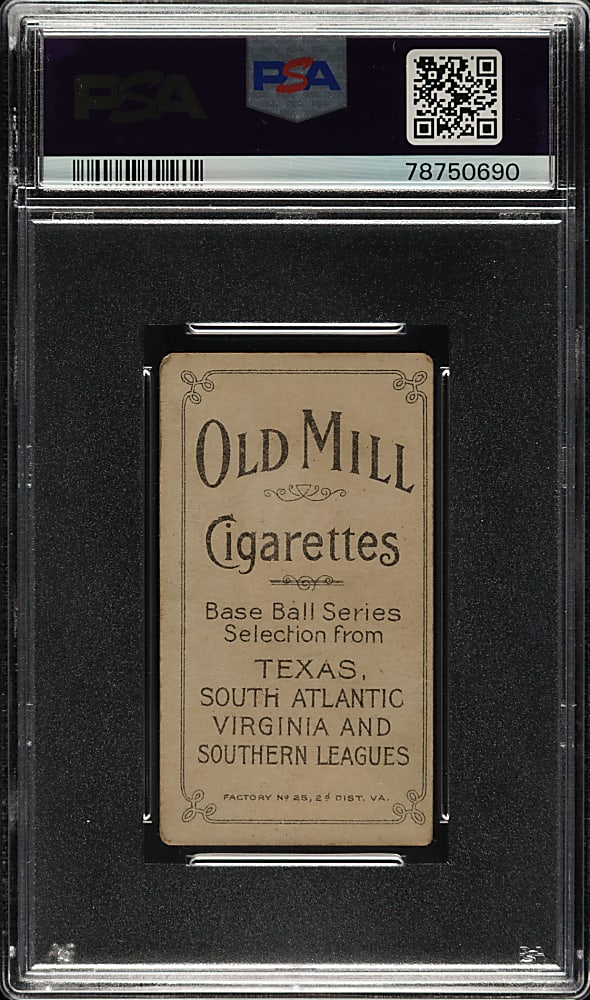 PSA
PSA
78750690
OLD MILL
Cigarettes
Base Ball Series
Selection from
TEXAS,
SOUTH ATLANTIC
VIRGINIA AND
SOUTHERN LEAGUES
FACTORY Nº 25, 2d DIST. VA.